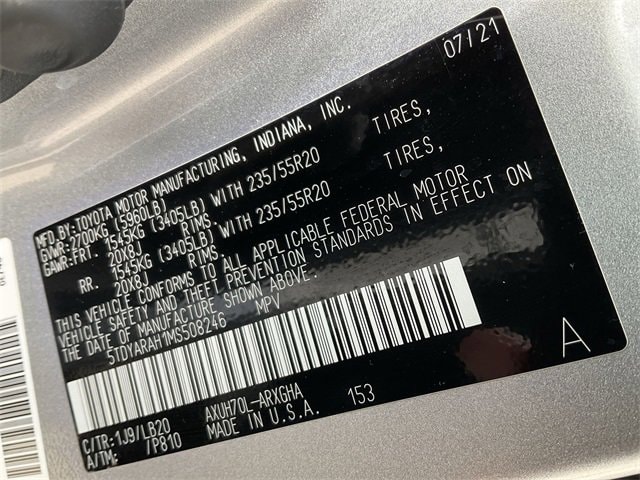 07/21
MFD.BY:TOYOTA MOTOR MANUFACTURING, INDIANA, INC.
GVWR:2700KG (5960LB)
GAWR:FRT. 1545KG (3405LB) WITH 235/55R20 TIRES,
20X8J RIMS,
RR. 1545KG (3405LB) WITH 235/55R20 TIRES,
20X8J RIMS.
THIS VEHICLE CONFORMS TO ALL APPLICABLE FEDERAL MOTOR
VEHICLE SAFETY AND THEFT PREVENTION STANDARDS IN EFFECT ON
THE DATE OF MANUFACTURE SHOWN ABOVE.
5TDYARAH1MS508246 MPV
C/TR:1J9/LB20 AXUH70L-ARXGHA 153
A/TM: /P810 MADE IN U.S.A.
A